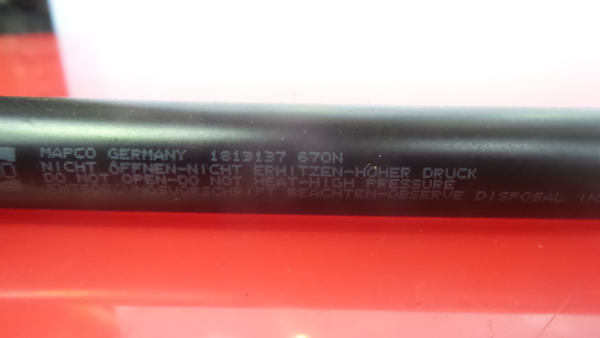 MAPCO GERMANY 1813137 670N
NICHT ÖFFNEN-NICHT ERHITZEN-HOHER DRUCK
DO NOT OPEN DO NOT HEAT-HIGH PRESSURE
BEACHTEN-OBSERVE DISPOSAL